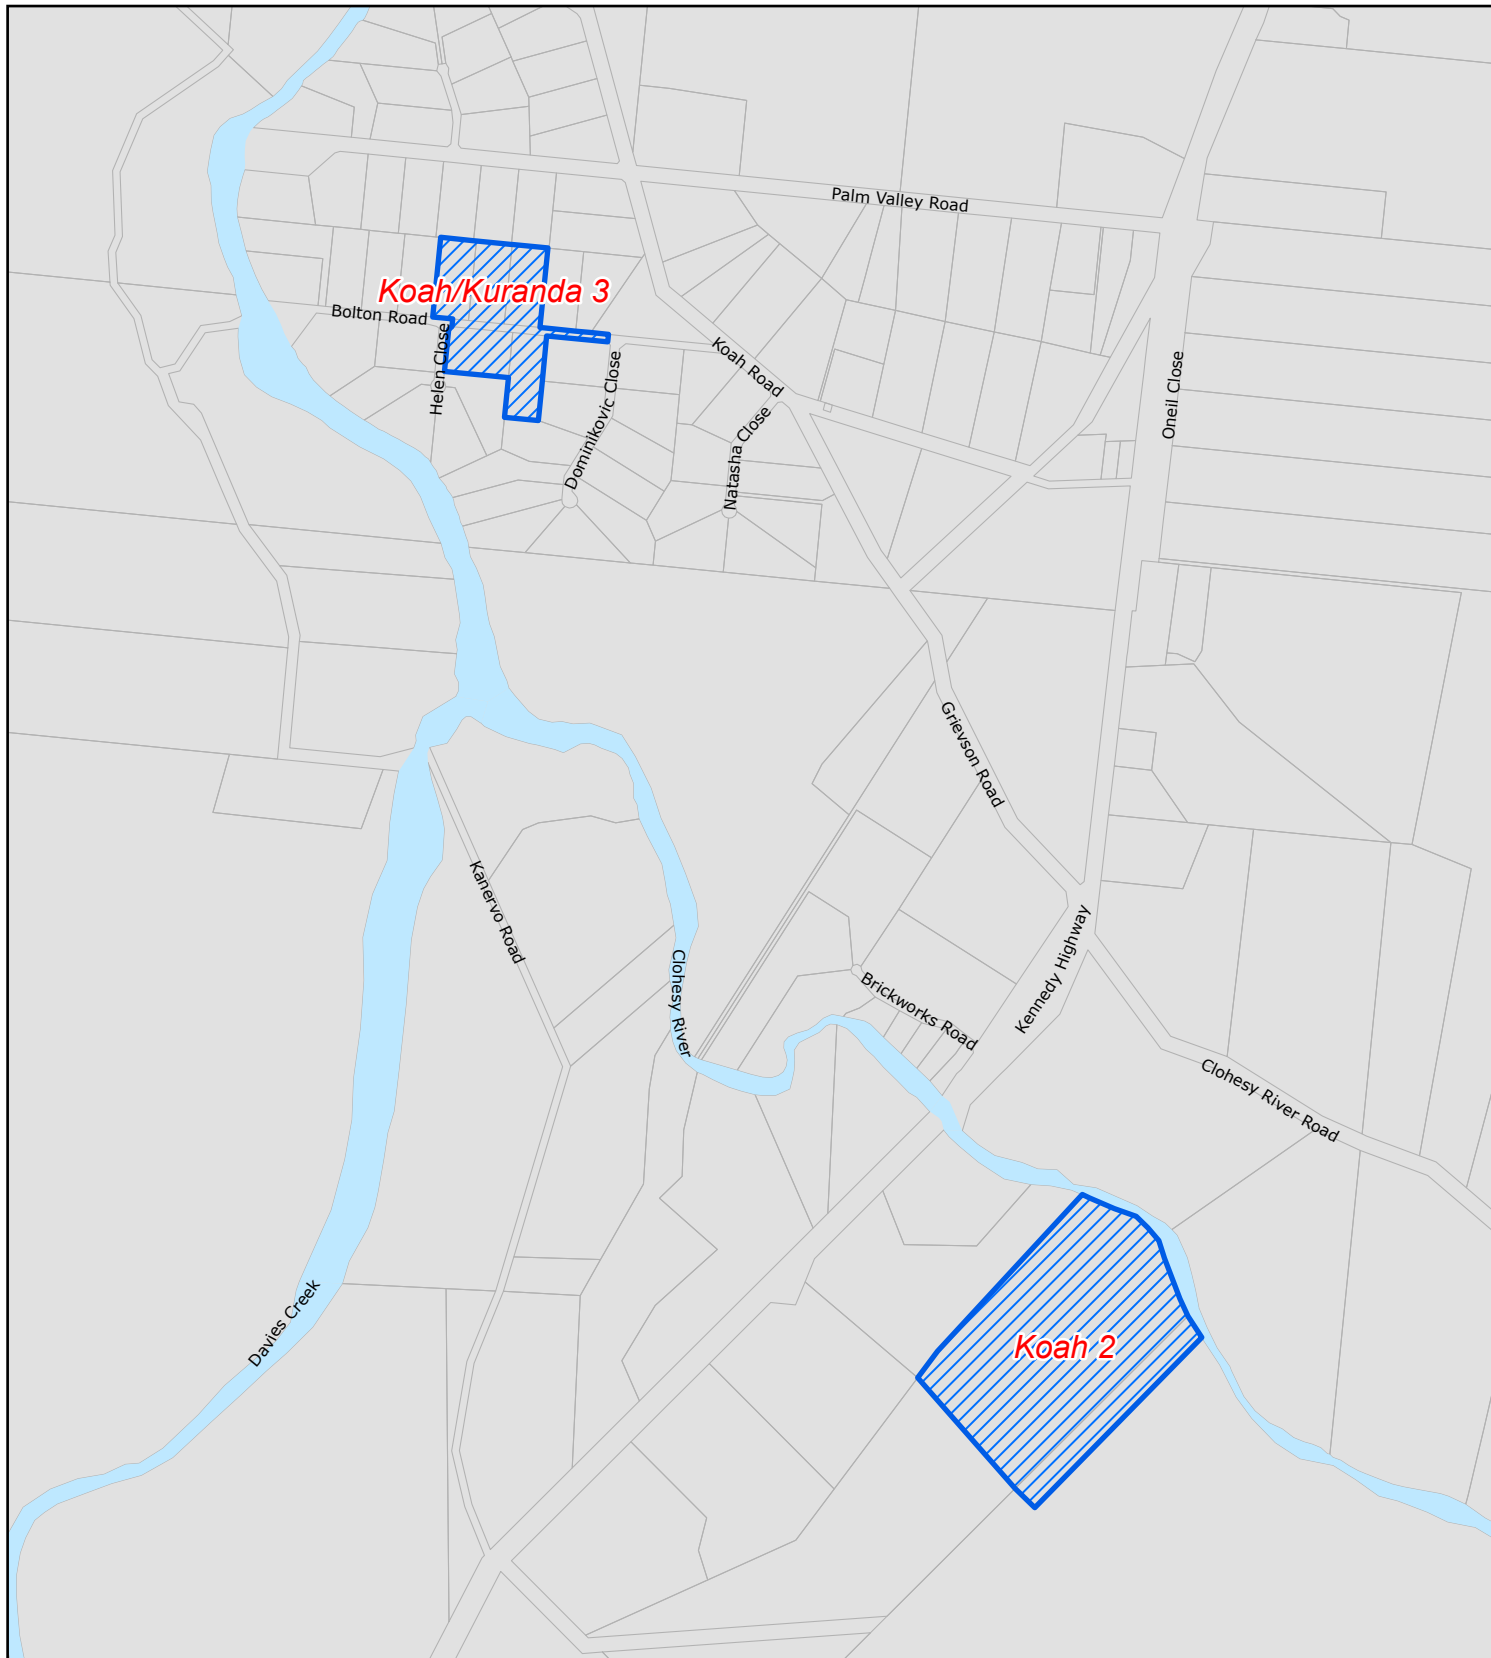 Palm Valley Road
Koah/Kuranda 3
Bolton Road
Helen Close
Koah Road
Dominikovic Close
Natasha Close
Oneil Close
Grievson Road
Kanervo Road
Clohesy River
Kennedy Highway
Brickworks Road
Clohesy River Road
Davies Creek
Koah 2